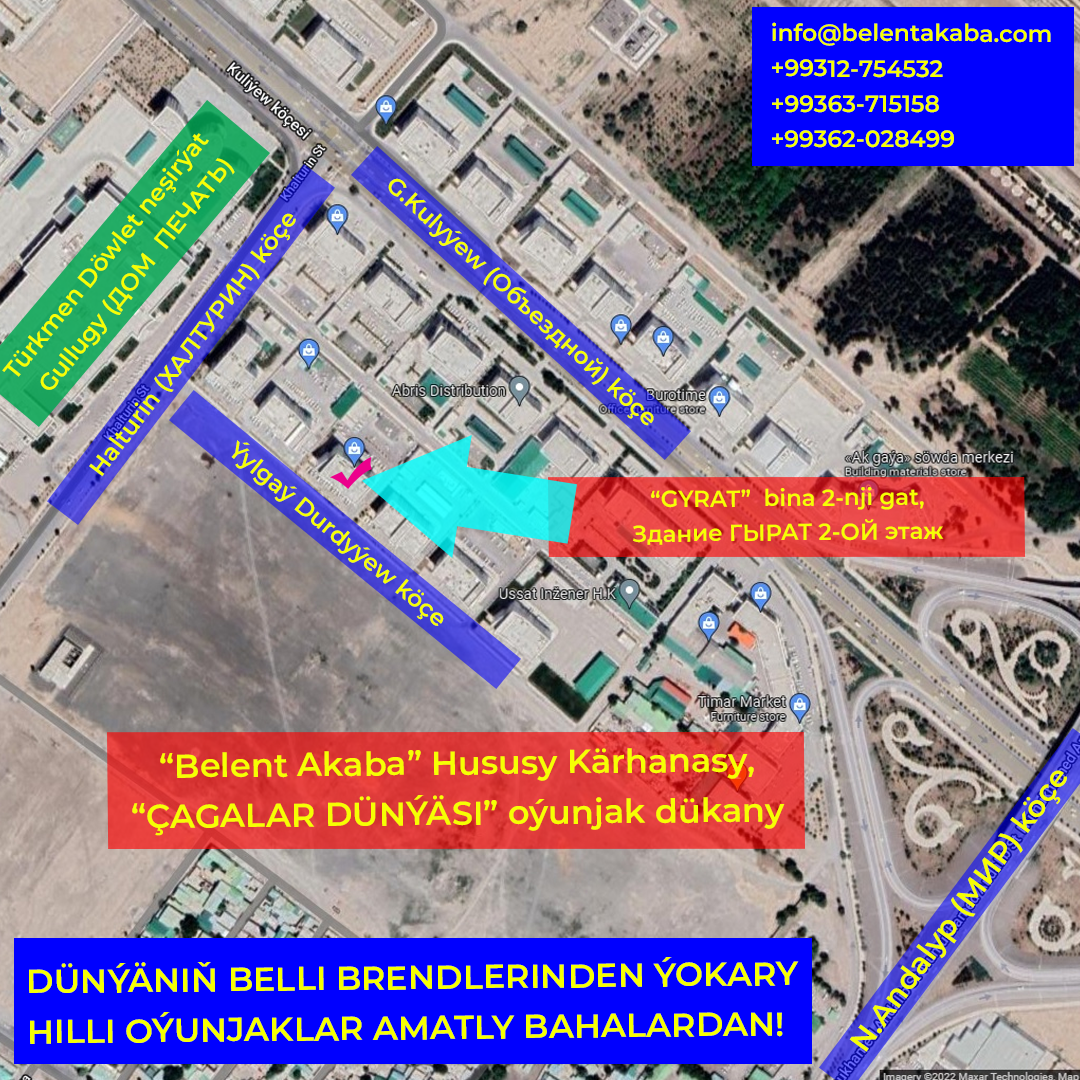 info@belentakaba.com
+99312-754532
+99363-715158
+99362-028499
Kuliýew köçesi
Türkmen Döwlet neşirýat
Gullugy (ДОМ ПЕЧАТЬ)
Khalturin St
Halturin (ХАЛТУРИН) köçe
Khalturin St
G.Kulyýew (Объездной) köçe
Abris Distribution
Burotime
Office furniture store
Ýylgaý Durdyýew köçe
«Ak gaýa» söwda merkezi
Building materials store
“GYRAT” bina 2-nji gat,
Здание ГЫРАТ 2-ОЙ этаж
Ussat Inžener H.K
Timar Market
Furniture store
“Belent Akaba” Hususy Kärhanasy,
“ÇAGALAR DÜNÝÄSI” oýunjak dükany
N.Andalyp (МИР) köçe
DÜNÝÄNIŇ BELLI BRENDLERINDEN ÝOKARY
HILLI OÝUNJAKLAR AMATLY BAHALARDAN!
Imagery ©2022 Maxar Technologies, Map